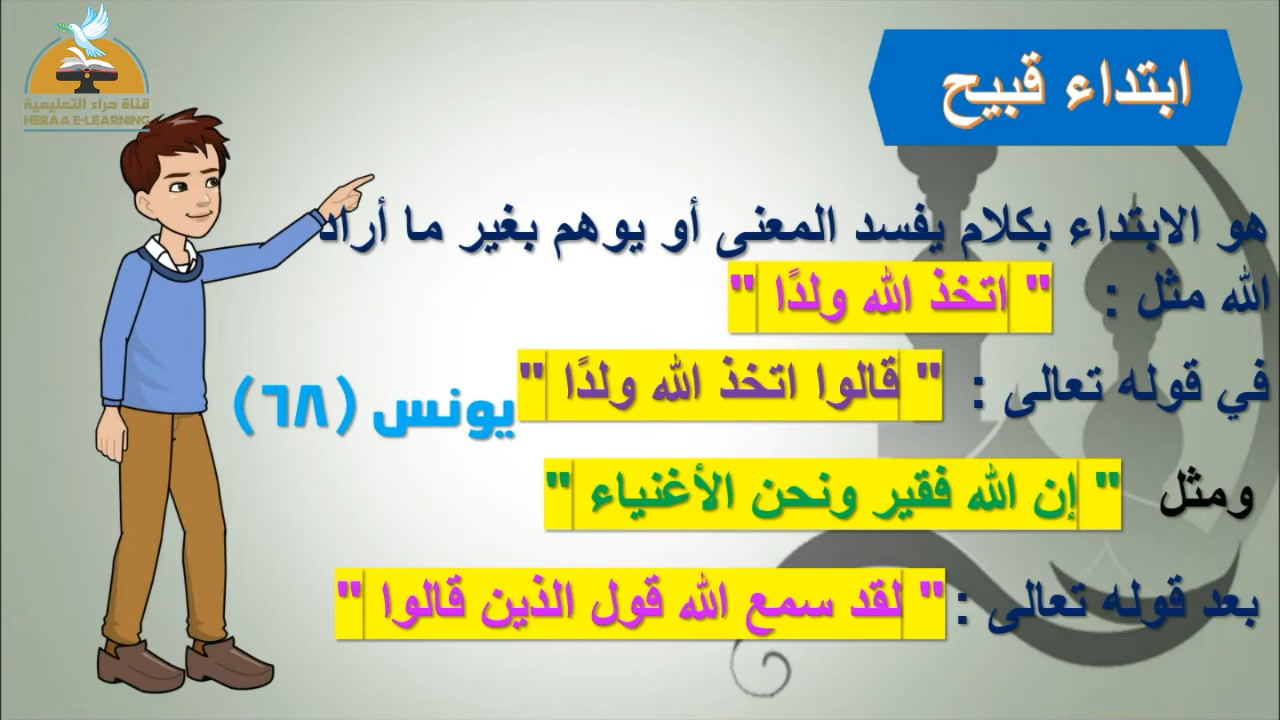 قناة حراء التعليمية
HERAA E-LEARNING
ابتداء قبيح
هو الابتداء بكلام يفسد المعنى أو يوهم بغير ما أراد
الله مثل : " اتخذ الله ولدًا "
في قوله تعالى : " قالوا اتخذ الله ولدًا " يونس (٦٨)
ومثل " إن الله فقير ونحن الأغنياء "
بعد قوله تعالى : " لقد سمع الله قول الذين قالوا "